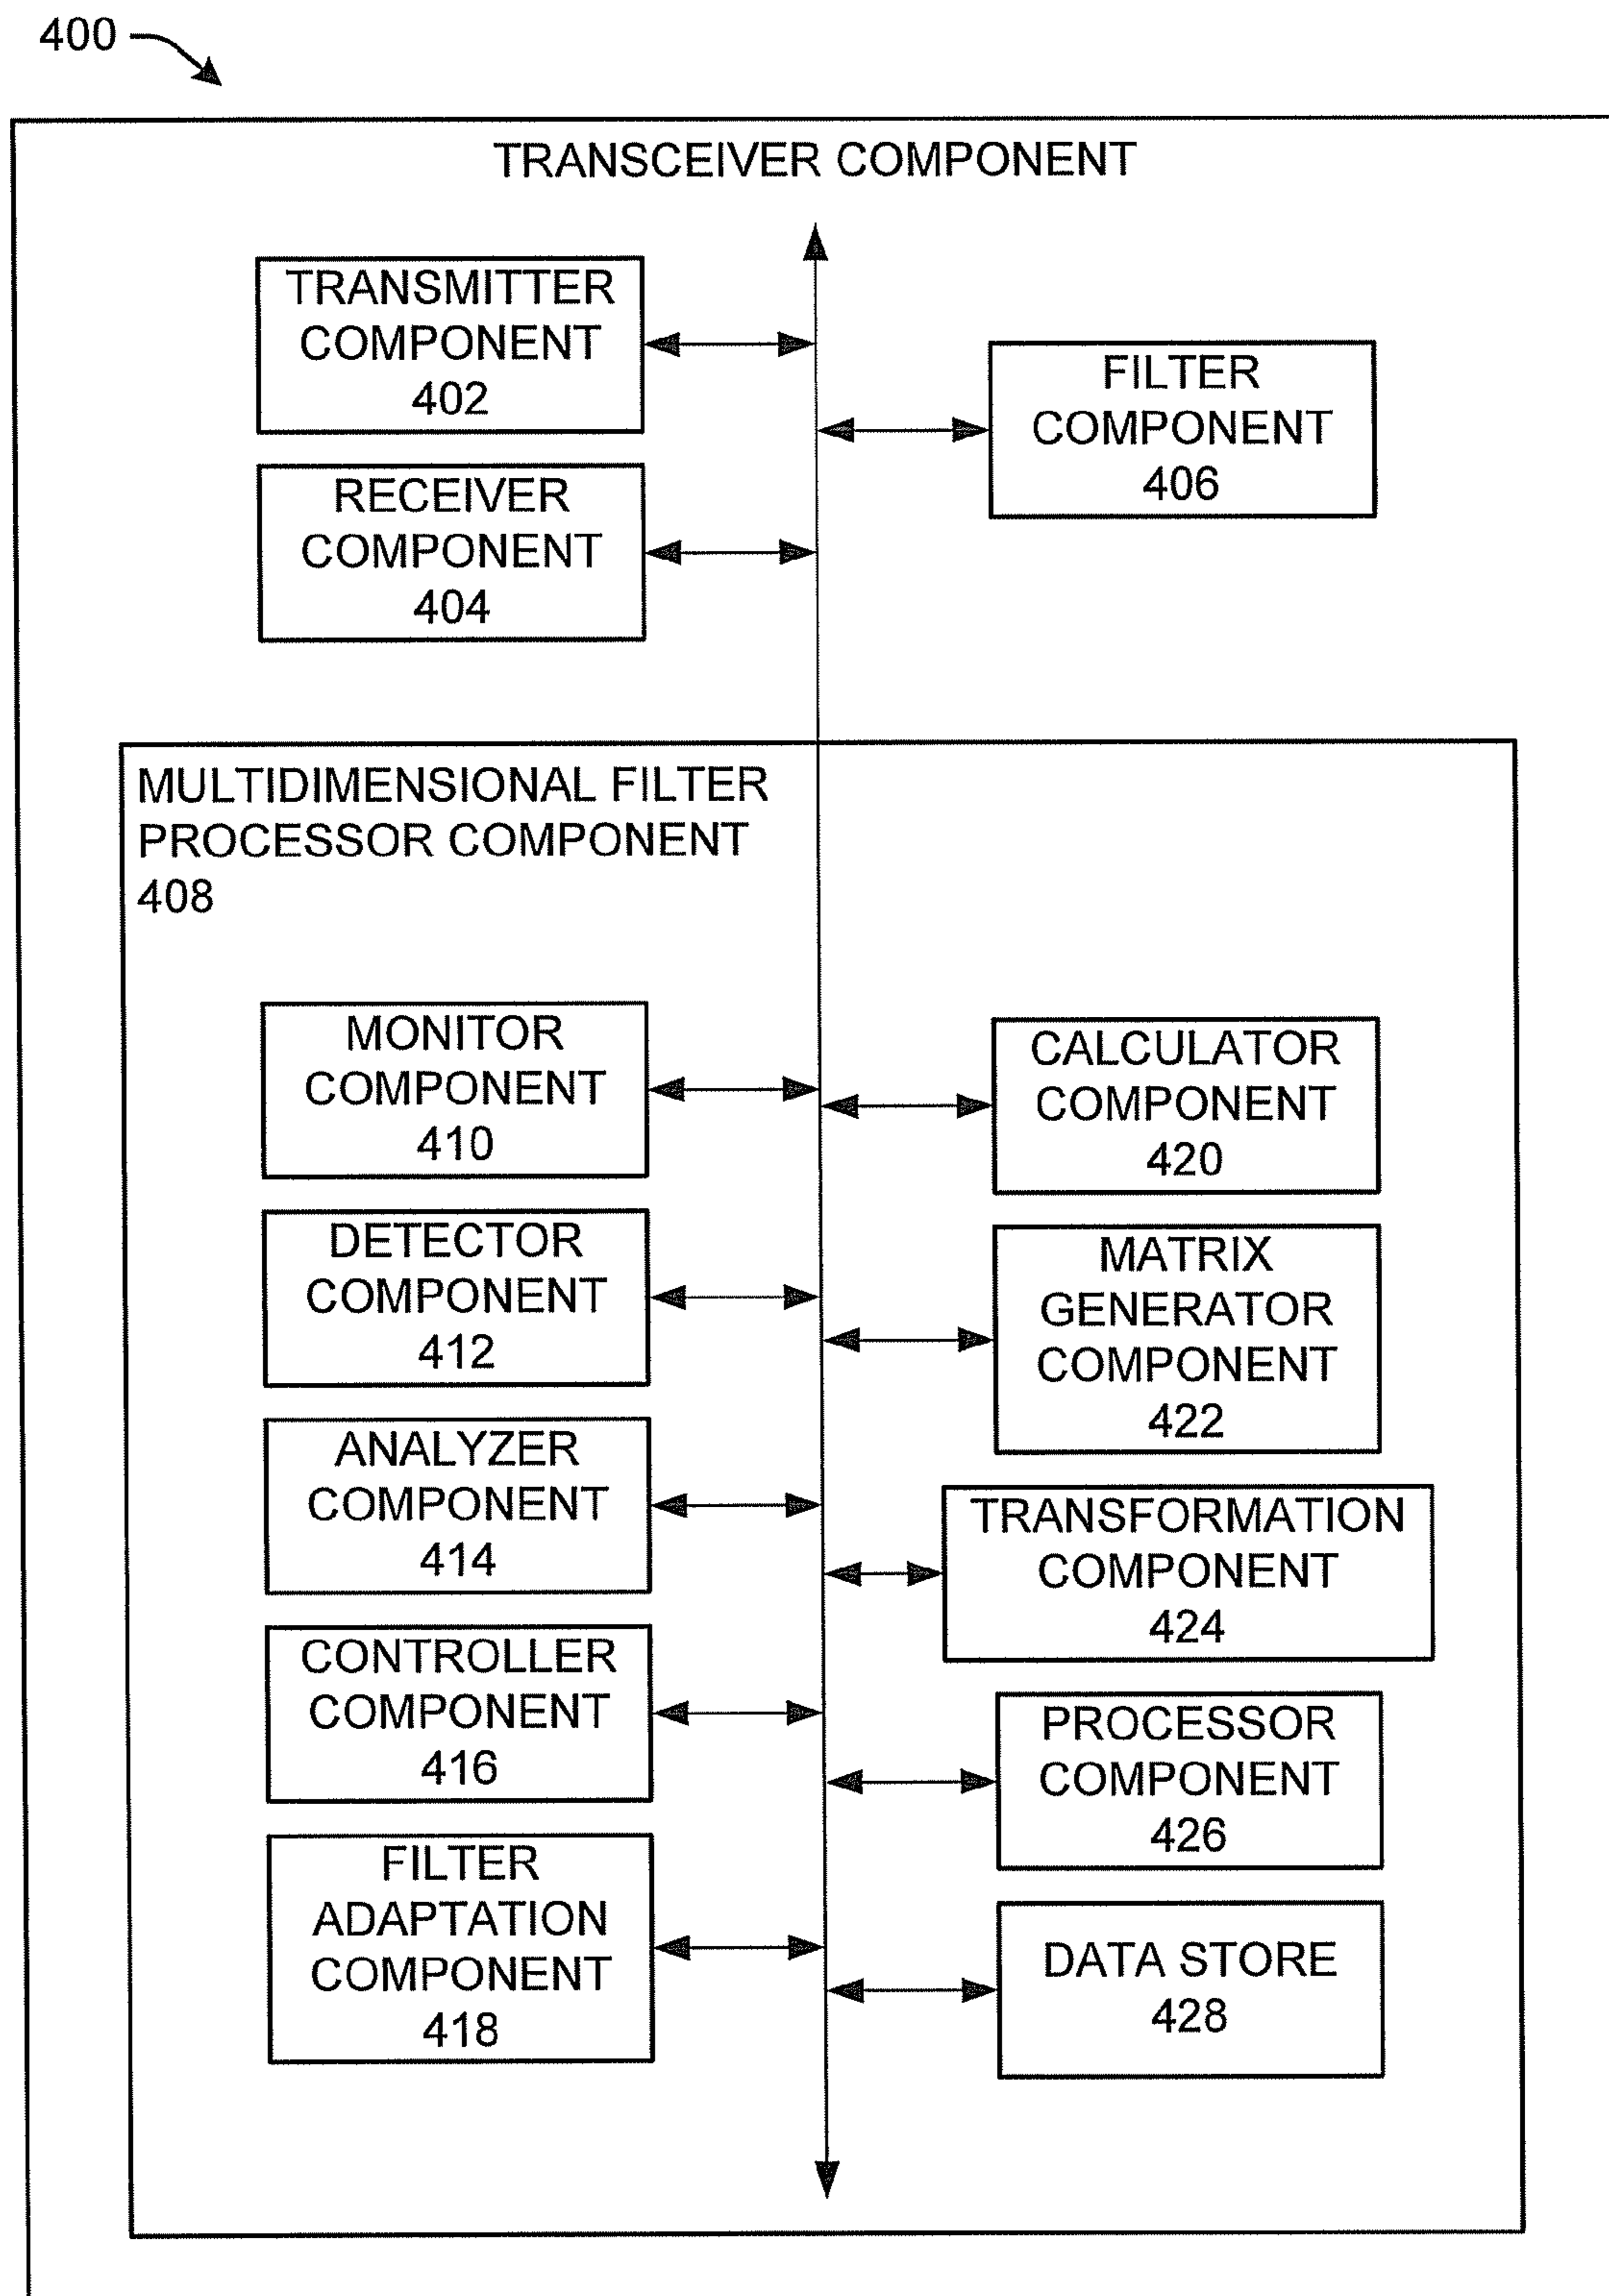 400
TRANSCEIVER COMPONENT
TRANSMITTER
COMPONENT
402
RECEIVER
COMPONENT
404
FILTER
COMPONENT
406
MULTIDIMENSIONAL FILTER
PROCESSOR COMPONENT
408
MONITOR
COMPONENT
410
DETECTOR
COMPONENT
412
ANALYZER
COMPONENT
414
CONTROLLER
COMPONENT
416
FILTER
ADAPTATION
COMPONENT
418
CALCULATOR
COMPONENT
420
MATRIX
GENERATOR
COMPONENT
422
TRANSFORMATION
COMPONENT
424
PROCESSOR
COMPONENT
426
DATA STORE
428